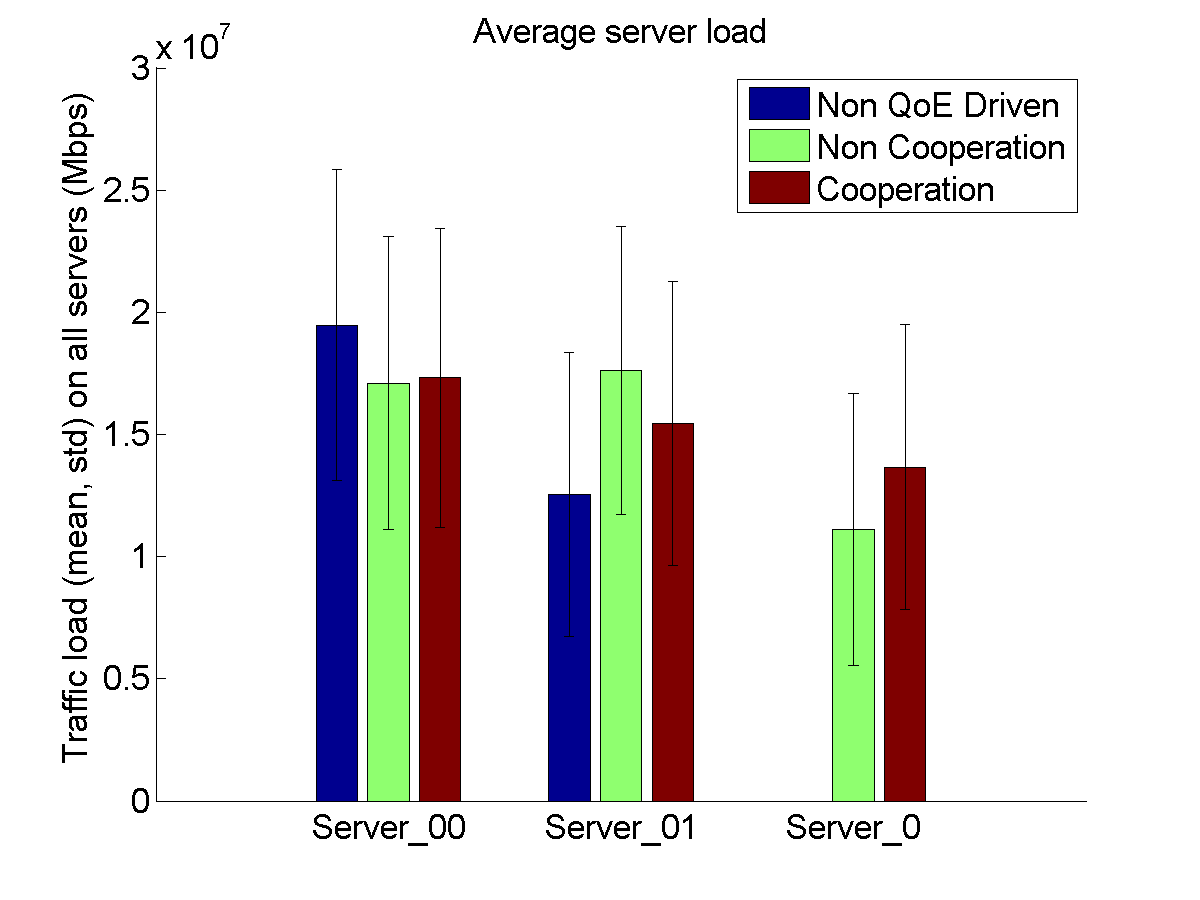 Average server load
x 10^7
3
2.5
2
1.5
1
0.5
0
Traffic load (mean, std) on all servers (Mbps)
Non QoE Driven
Non Cooperation
Cooperation
Server_00 Server_01 Server_0